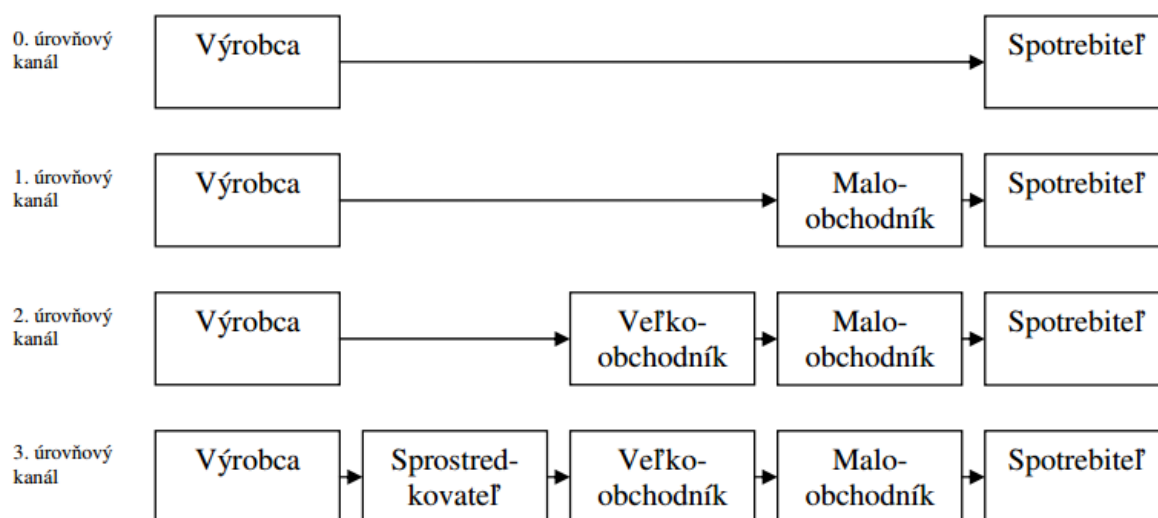 0. úrovňový
kanál
Výrobca
Spotrebiteľ
1. úrovňový
kanál
Výrobca
Malo-
obchodník
Spotrebiteľ
2. úrovňový
kanál
Výrobca
Veľko-
obchodník
Malo-
obchodník
Spotrebiteľ
3. úrovňový
kanál
Výrobca
Sprostred-
kovateľ
Veľko-
obchodník
Malo-
obchodník
Spotrebiteľ